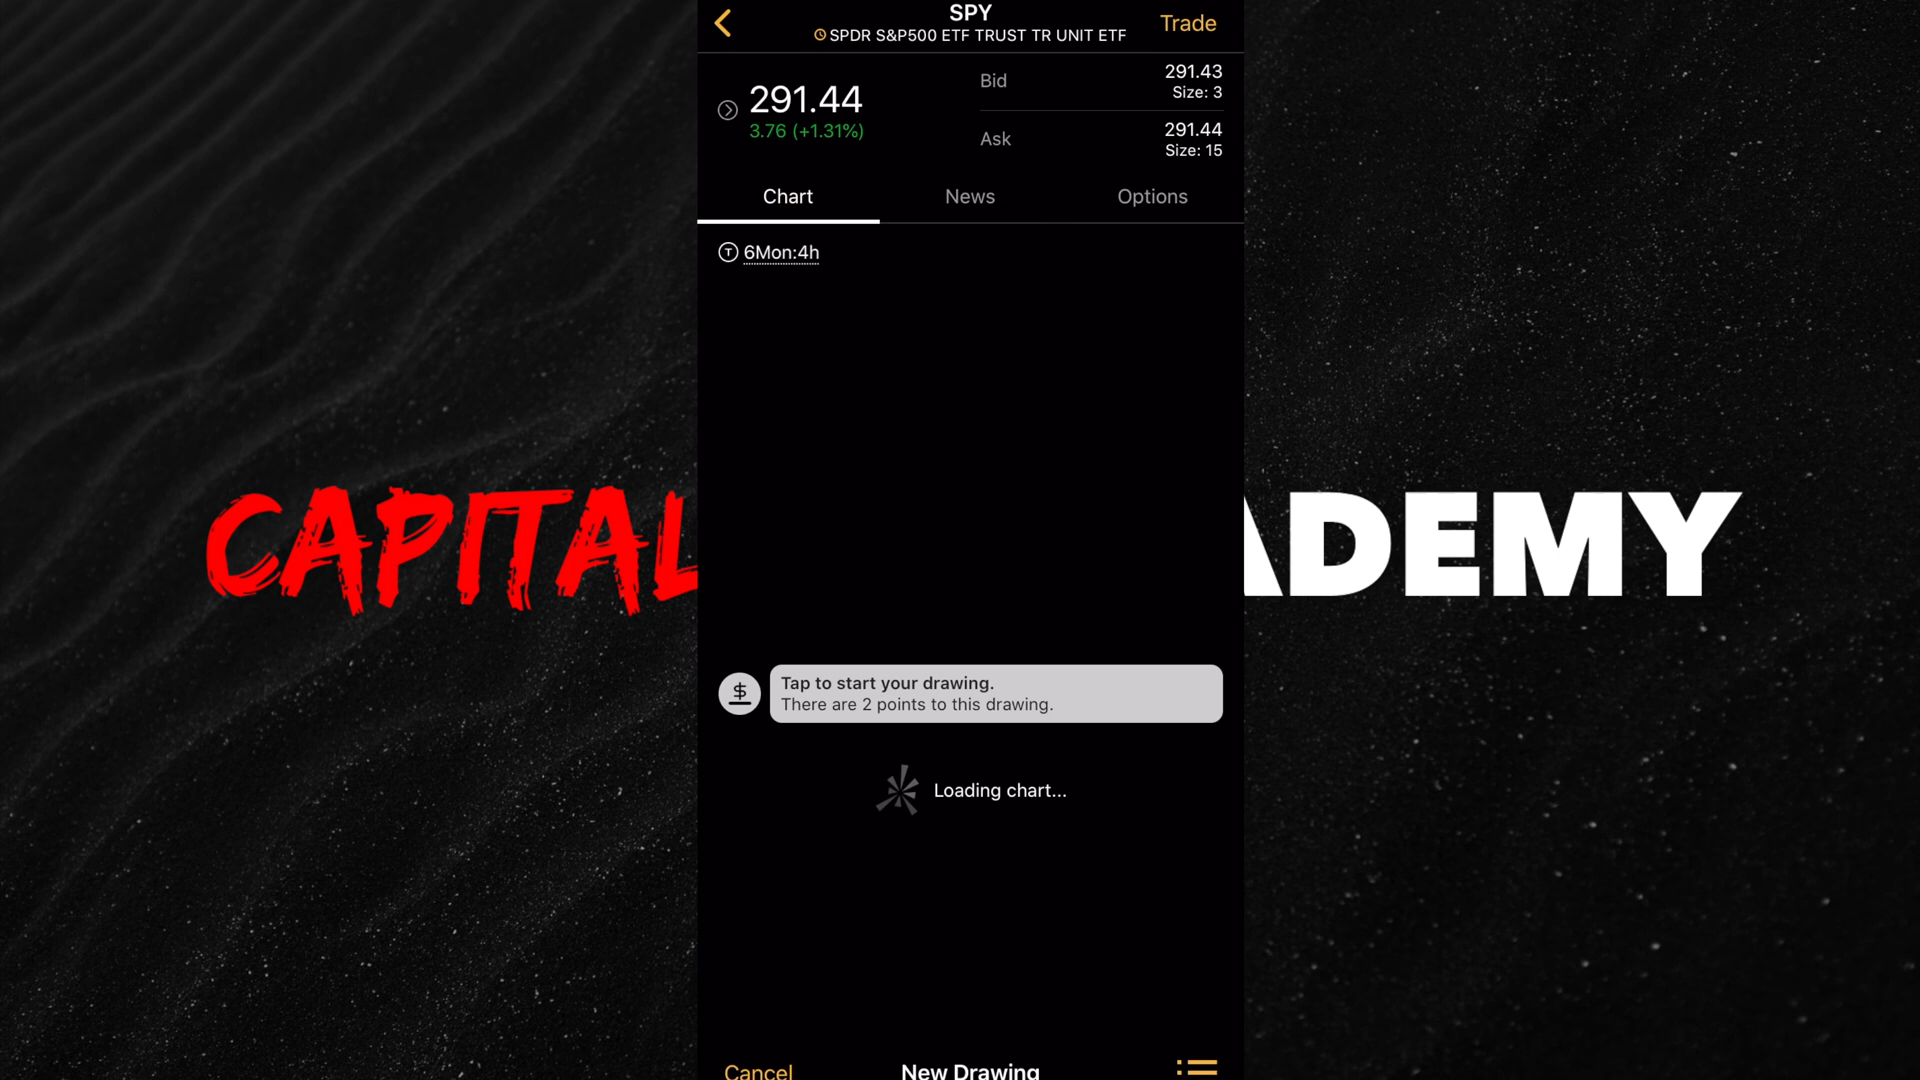 SPY
SPDR S&P500 ETF TRUST TR UNIT ETF
Trade
291.44
3.76 (+1.31%)
Bid
291.43
Size: 3
Ask
291.44
Size: 15
Chart
News
Options
T 6Mon:4h
CAPITAL
ADEMY
$
Tap to start your drawing.
There are 2 points to this drawing.
Loading chart...
Cancel
New Drawing